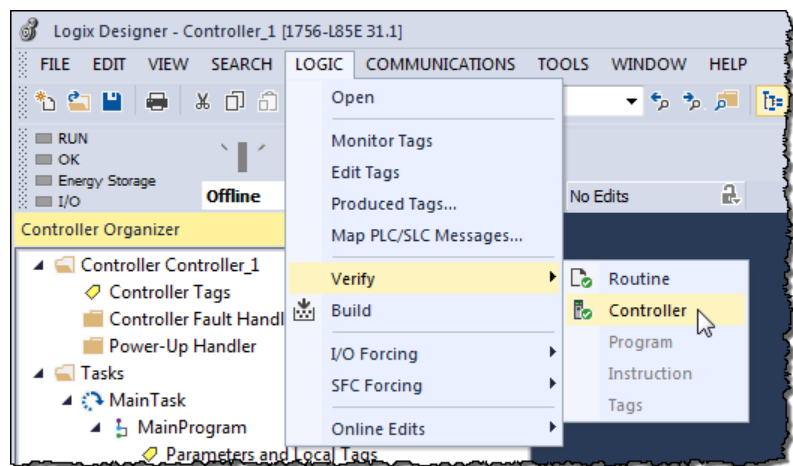 Logix Designer - Controller_1 [1756-L85E 31.1]
FILE EDIT VIEW SEARCH LOGIC COMMUNICATIONS TOOLS WINDOW HELP
RUN
OK
Energy Storage
I/O
Offline
No Edits
Controller Organizer
Controller Controller_1
Controller Tags
Controller Fault Handl
Power-Up Handler
Tasks
MainTask
MainProgram
Parameters and Local Tags
Open
Monitor Tags
Edit Tags
Produced Tags...
Map PLC/SLC Messages...
Verify
Build
I/O Forcing
SFC Forcing
Online Edits
Routine
Controller
Program
Instruction
Tags